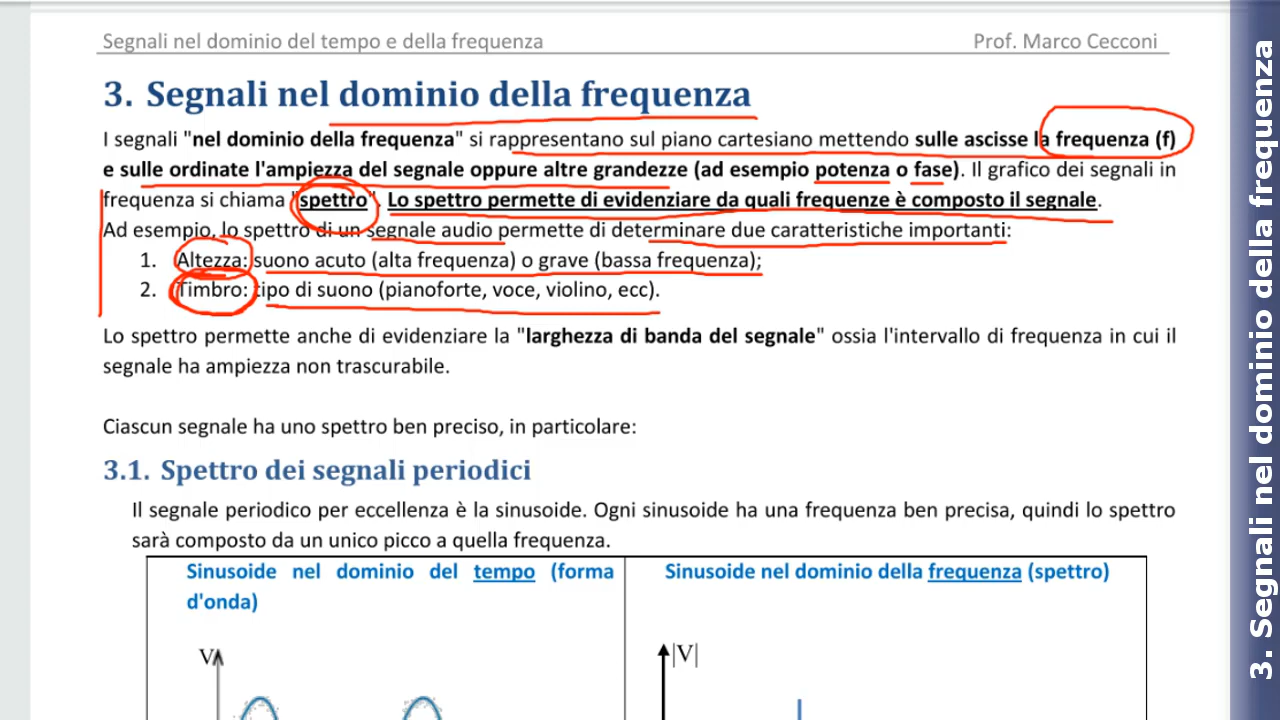 Segnali nel dominio del tempo e della frequenza
Prof. Marco Cecconi
3. Segnali nel dominio della frequenza
I segnali "nel dominio della frequenza" si rappresentano sul piano cartesiano mettendo sulle ascisse la frequenza (f)
e sulle ordinate l'ampiezza del segnale oppure altre grandezze (ad esempio potenza o fase). Il grafico dei segnali in
frequenza si chiama "spettro". Lo spettro permette di evidenziare da quali frequenze è composto il segnale.
Ad esempio, lo spettro di un segnale audio permette di determinare due caratteristiche importanti:
1. Altezza: suono acuto (alta frequenza) o grave (bassa frequenza);
2. Timbro: tipo di suono (pianoforte, voce, violino, ecc).
Lo spettro permette anche di evidenziare la "larghezza di banda del segnale" ossia l'intervallo di frequenza in cui il
segnale ha ampiezza non trascurabile.
Ciascun segnale ha uno spettro ben preciso, in particolare:
3.1. Spettro dei segnali periodici
Il segnale periodico per eccellenza è la sinusoide. Ogni sinusoide ha una frequenza ben precisa, quindi lo spettro
sarà composto da un unico picco a quella frequenza.
Sinusoide nel dominio del tempo (forma
d'onda)
Sinusoide nel dominio della frequenza (spettro)
V
|V|
3. Segnali nel dominio della frequenza